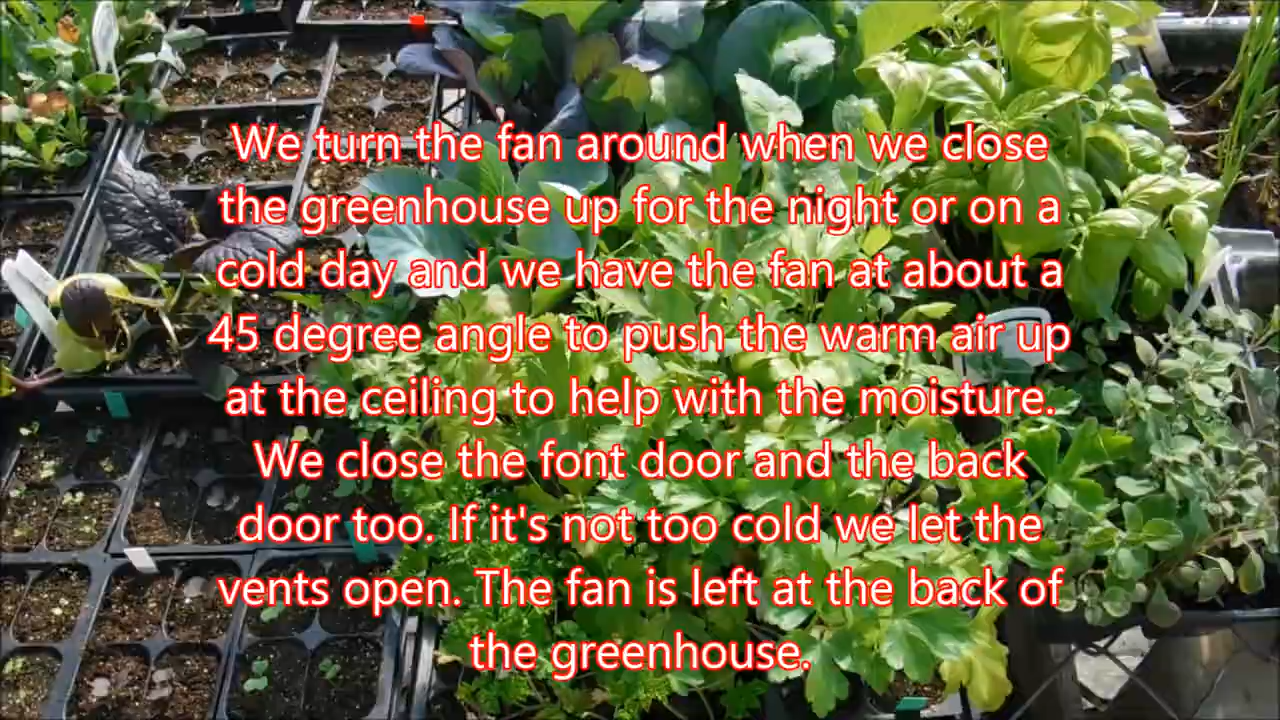 We turn the fan around when we close
the greenhouse up for the night or on a
cold day and we have the fan at about a
45 degree angle to push the warm air up
at the ceiling to help with the moisture.
We close the font door and the back
door too. If it's not too cold we let the
vents open. The fan is left at the back of
the greenhouse.